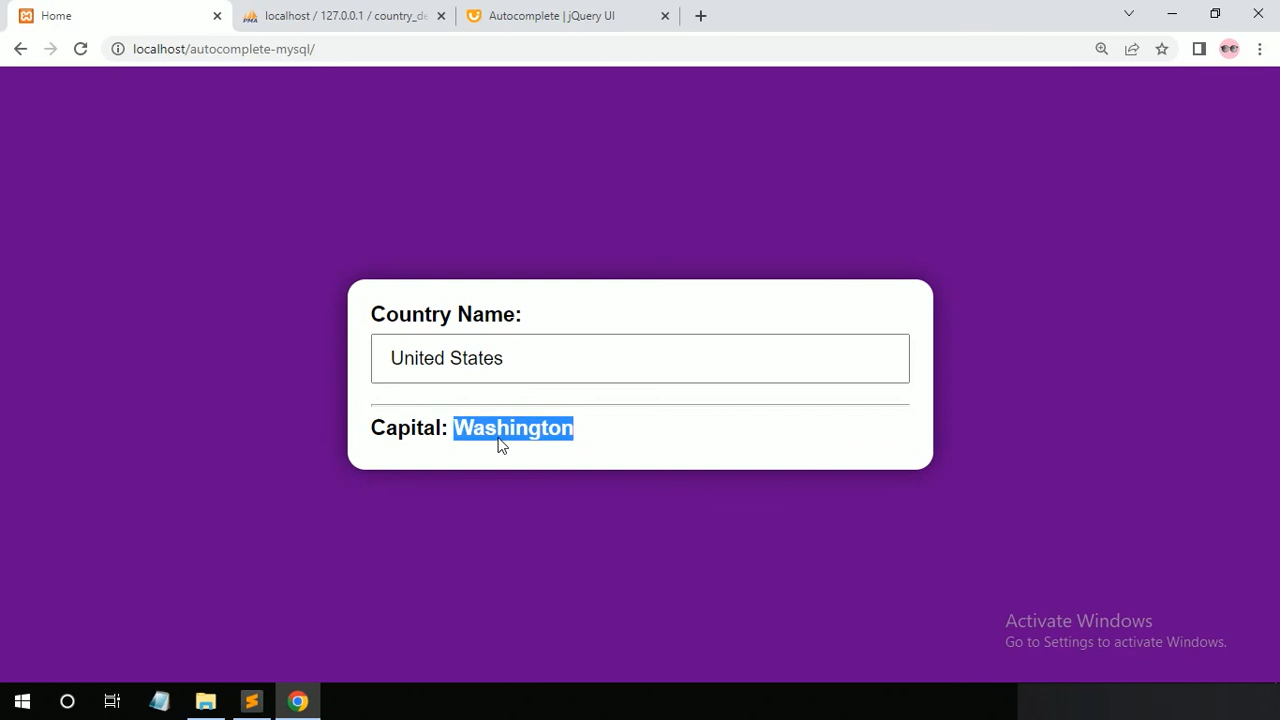 Home
localhost / 127.0.0.1 / country_de
Autocomplete | jQuery UI
localhost/autocomplete-mysql/
Country Name:
United States
Capital: Washington
Activate Windows
Go to Settings to activate Windows.